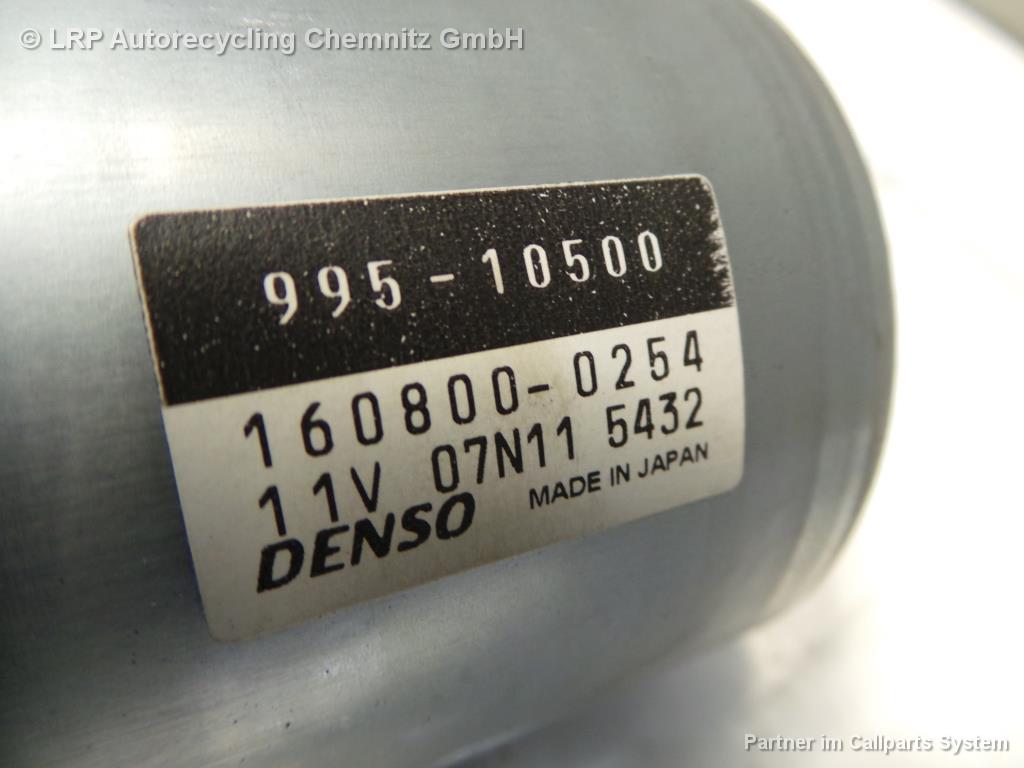 © LRP Autorecycling Chemnitz GmbH
995-10500
160800-0254
11V 07N11 5432
DENSO MADE IN JAPAN
Partner im Callparts System